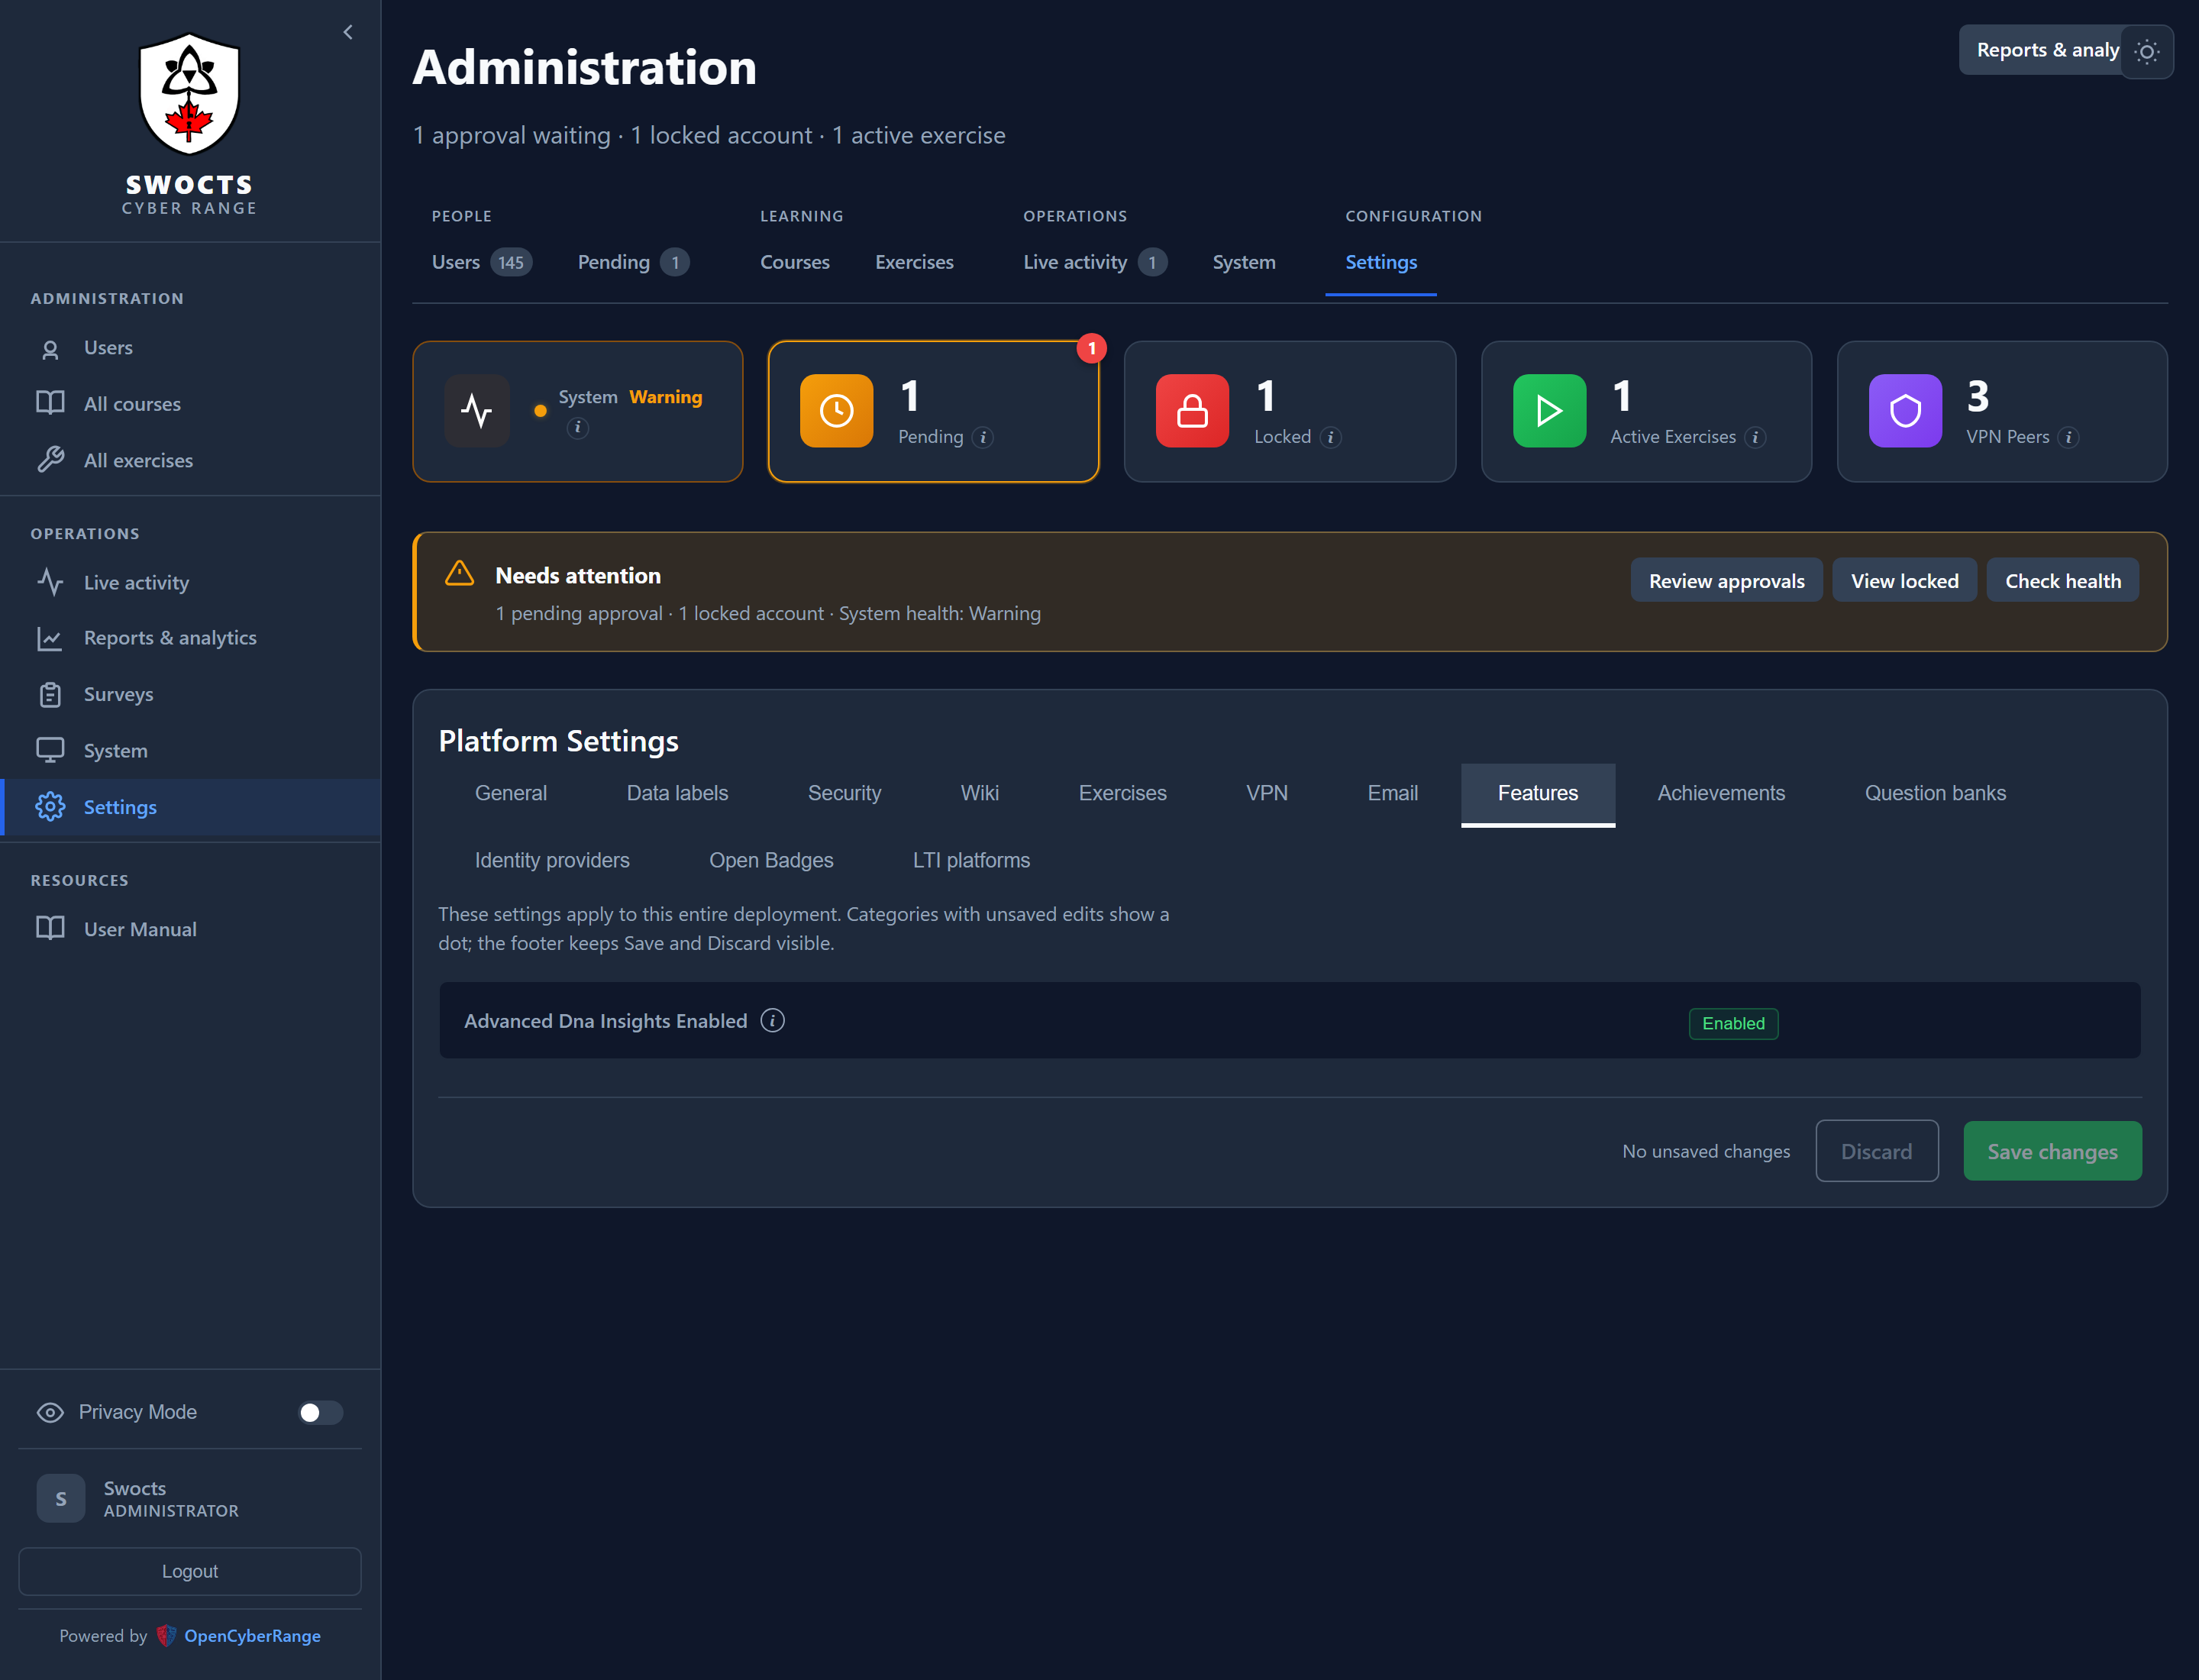 SWOCTS
CYBER RANGE
ADMINISTRATION
Users
All courses
All exercises
OPERATIONS
Live activity
Reports & analytics
Surveys
System
Settings
RESOURCES
User Manual
Privacy Mode
S
Swocts
ADMINISTRATOR
Logout
Powered by OpenCyberRange
Administration
Reports & analy
1 approval waiting · 1 locked account · 1 active exercise
PEOPLE
Users 145
Pending 1
LEARNING
Courses
Exercises
OPERATIONS
Live activity 1
System
CONFIGURATION
Settings
System Warning
i
1
1
Pending i
1
Locked i
1
Active Exercises i
3
VPN Peers i
Needs attention
1 pending approval · 1 locked account · System health: Warning
Review approvals
View locked
Check health
Platform Settings
General
Data labels
Security
Wiki
Exercises
VPN
Email
Features
Achievements
Question banks
Identity providers
Open Badges
LTI platforms
These settings apply to this entire deployment. Categories with unsaved edits show a
dot; the footer keeps Save and Discard visible.
Advanced Dna Insights Enabled i
Enabled
No unsaved changes
Discard
Save changes